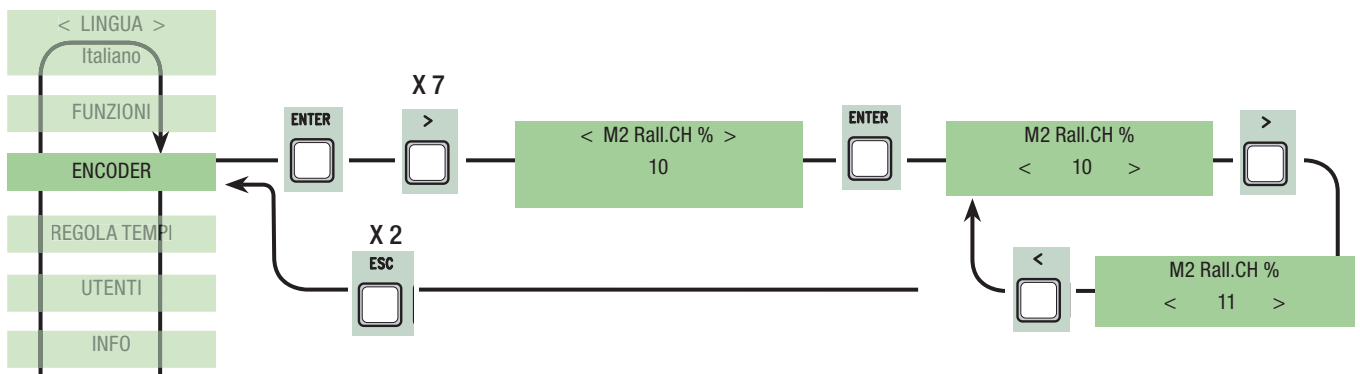 < LINGUA >
Italiano
FUNZIONI
ENCODER
REGOLA TEMPI
UTENTI
INFO
ENTER
X 7
>
< M2 Rall.CH % >
10
ENTER
M2 Rall.CH %
< 10 >
>
X 2
ESC
<
M2 Rall.CH %
< 11 >